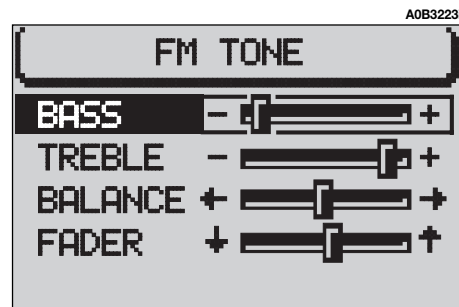 A0B3223
FM TONE
BASS - +
TREBLE - +
BALANCE ← →
FADER ↓ ↑